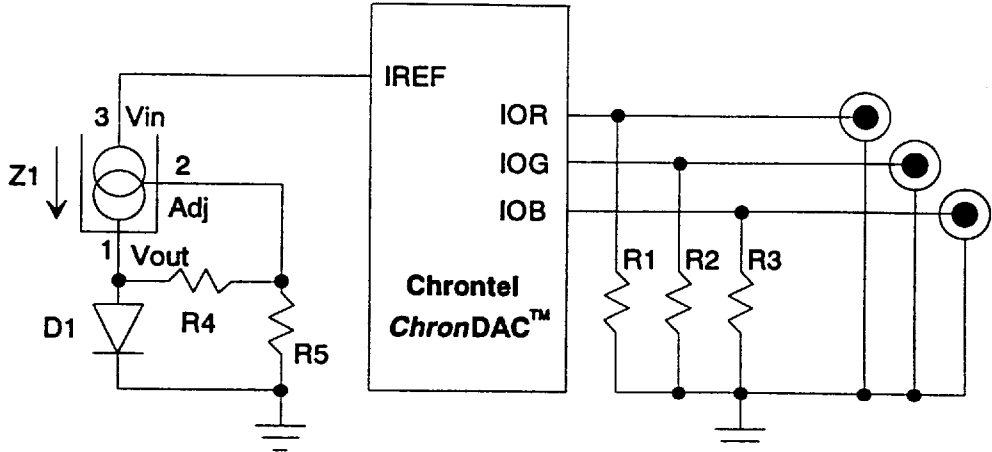 IREF
3 Vin
IOR
Z1
2
IOG
Adj
IOB
1
Vout
R1
R2
R3
Chrontel
ChronDAC™
D1
R4
R5